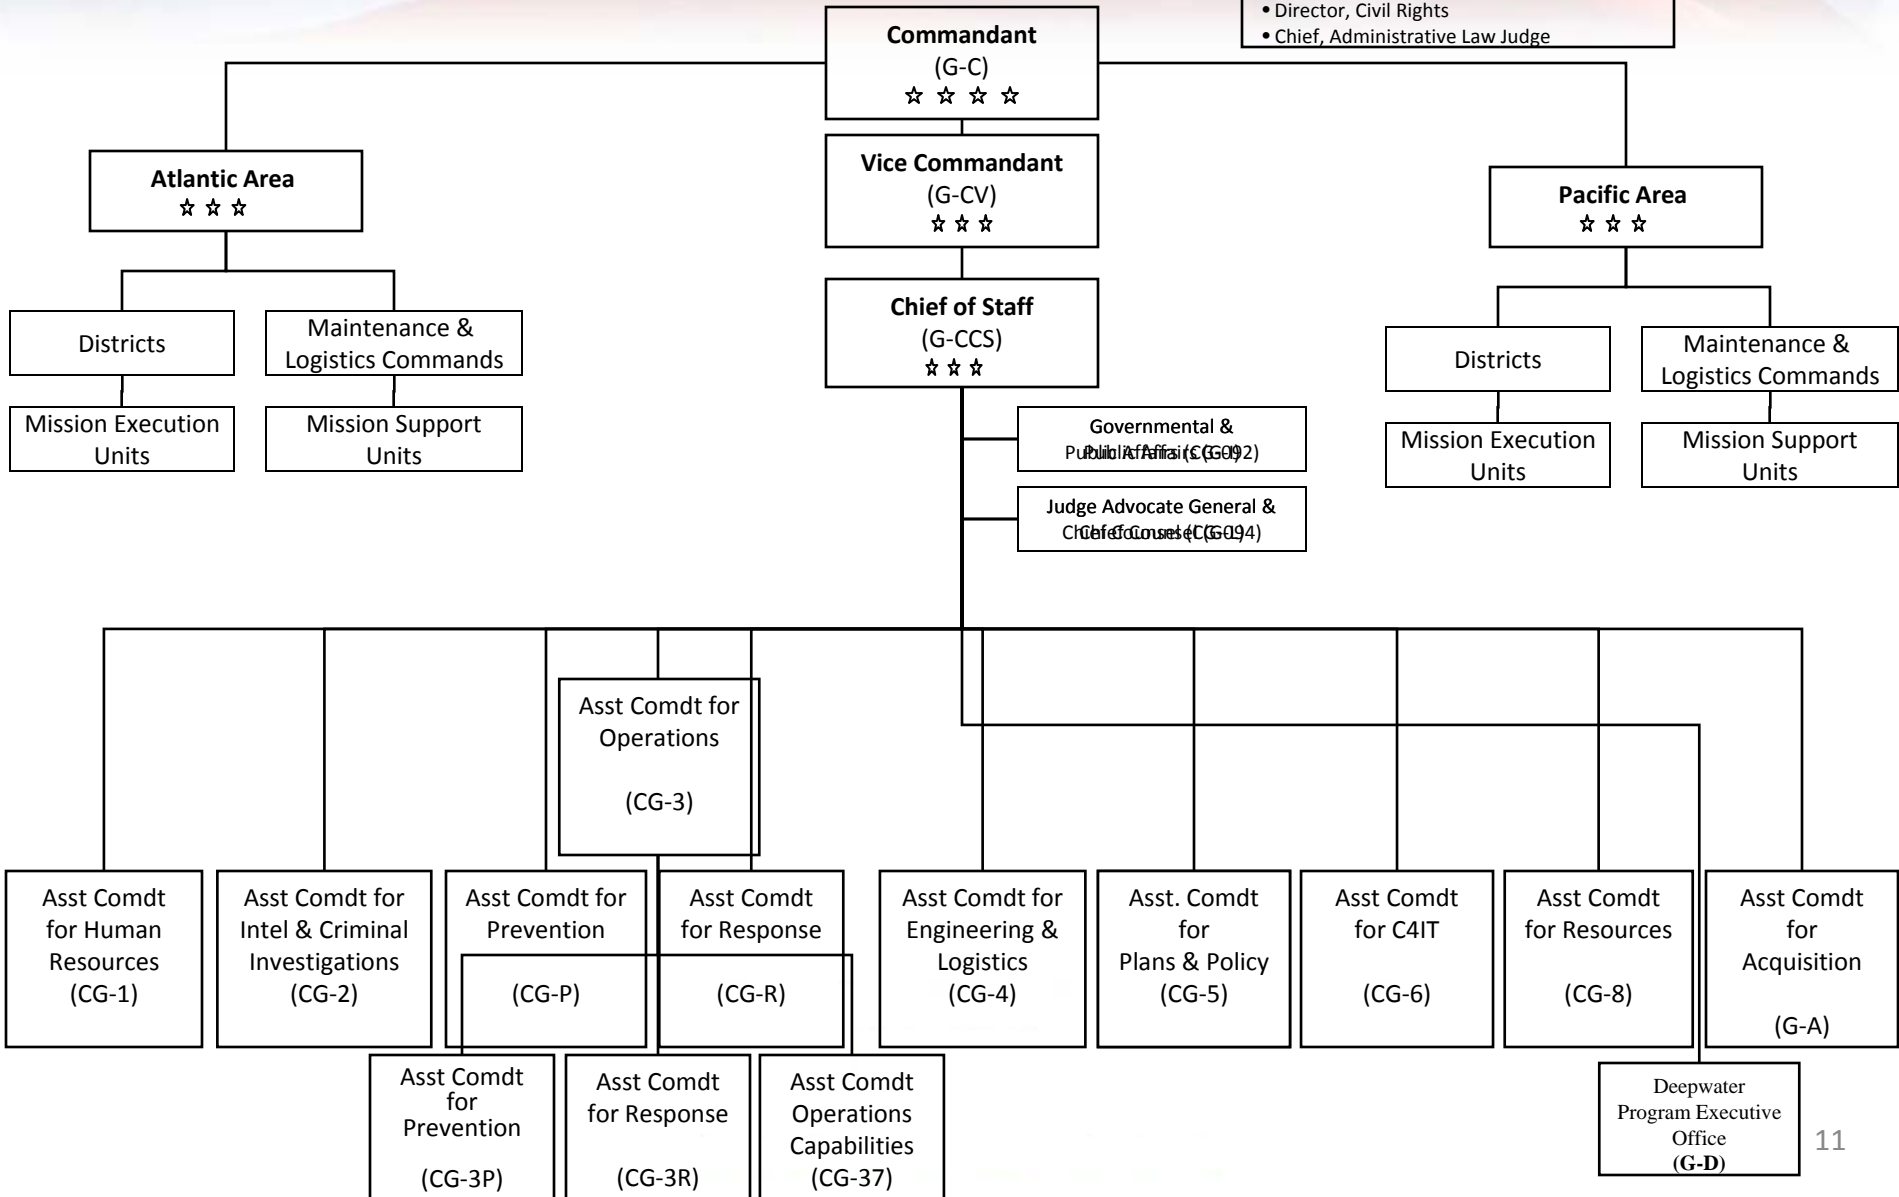 • Director, Civil Rights
• Chief, Administrative Law Judge
Commandant
(G-C)
Atlantic Area
Vice Commandant
(G-CV)
Pacific Area
Chief of Staff
(G-CCS)
Districts
Maintenance &
Logistics Commands
Mission Execution
Units
Mission Support
Units
Districts
Maintenance &
Logistics Commands
Mission Execution
Units
Mission Support
Units
Governmental &
Judge Advocate General &
Asst Comdt for
Operations
(CG-3)
Asst Comdt
for Human
Resources
(CG-1)
Asst Comdt for
Intel & Criminal
Investigations
(CG-2)
Asst Comdt for
Prevention
(CG-P)
Asst Comdt
for Response
(CG-R)
Asst Comdt for
Engineering &
Logistics
(CG-4)
Asst. Comdt
for
Plans & Policy
(CG-5)
Asst Comdt
for C4IT
(CG-6)
Asst Comdt
for Resources
(CG-8)
Asst Comdt
for
Acquisition
(G-A)
Asst Comdt
for
Prevention
(CG-3P)
Asst Comdt
for Response
(CG-3R)
Asst Comdt
Operations
Capabilities
(CG-37)
Deepwater
Program Executive
Office
(G-D)
11